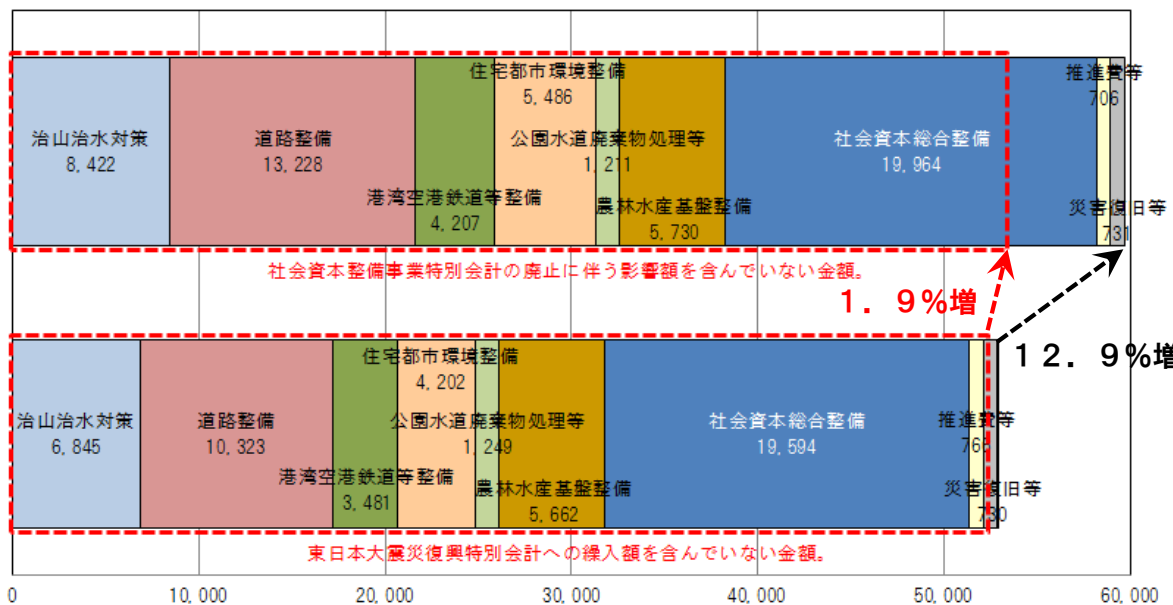 住宅都市環境整備
5,486
推進費等
706
治山治水対策
8,422
道路整備
13,228
公園水道廃棄物処理等
1,211
社会資本総合整備
19,964
港湾空港鉄道等整備
4,207
農林水産基盤整備
5,730
災害復旧等
731
社会資本整備事業特別会計の廃止に伴う影響額を含んでいない金額。
1.9%増
12.9%増
住宅都市環境整備
4,202
治山治水対策
6,845
道路整備
10,323
公園水道廃棄物処理等
1,249
社会資本総合整備
19,594
推進費等
766
港湾空港鉄道等整備
3,481
農林水産基盤整備
5,662
災害復旧等
730
東日本大震災復興特別会計への繰入額を含んでいない金額。
0 10,000 20,000 30,000 40,000 50,000 60,000